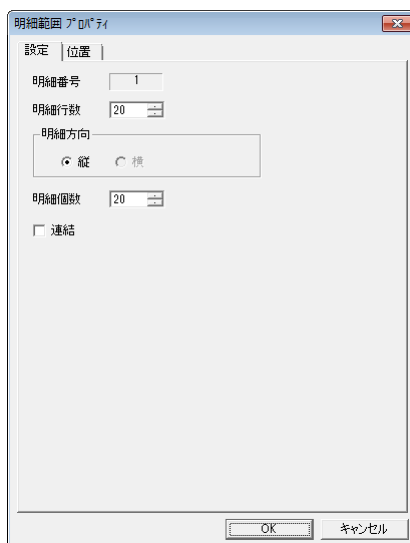 明細範囲 ﾌﾟﾛﾊﾟﾃｨ
設定 位置
明細番号 1
明細行数 20
明細方向
縦 横
明細個数 20
連結
OK キャンセル